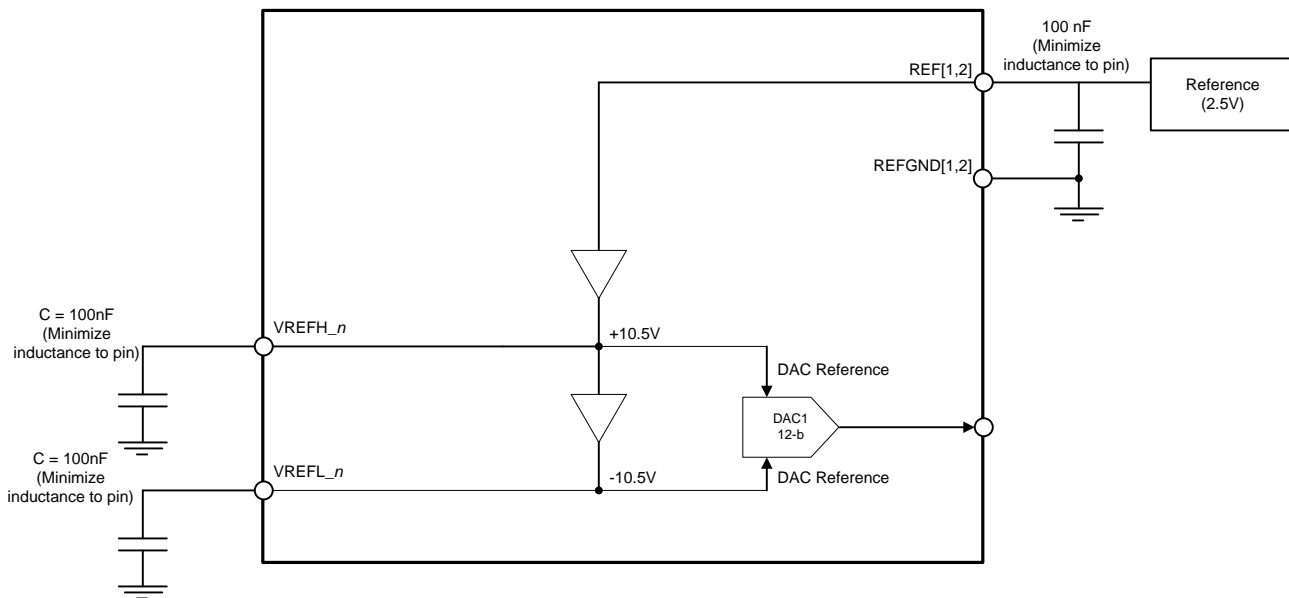 100 nF
(Minimize
inductance to pin)
REF[1,2]
Reference
(2.5V)
REFGND[1,2]
C = 100nF
(Minimize
inductance to pin)
VREFH_n
+10.5V
DAC Reference
DAC1
12-b
C = 100nF
(Minimize
inductance to pin)
VREFL_n
-10.5V
DAC Reference